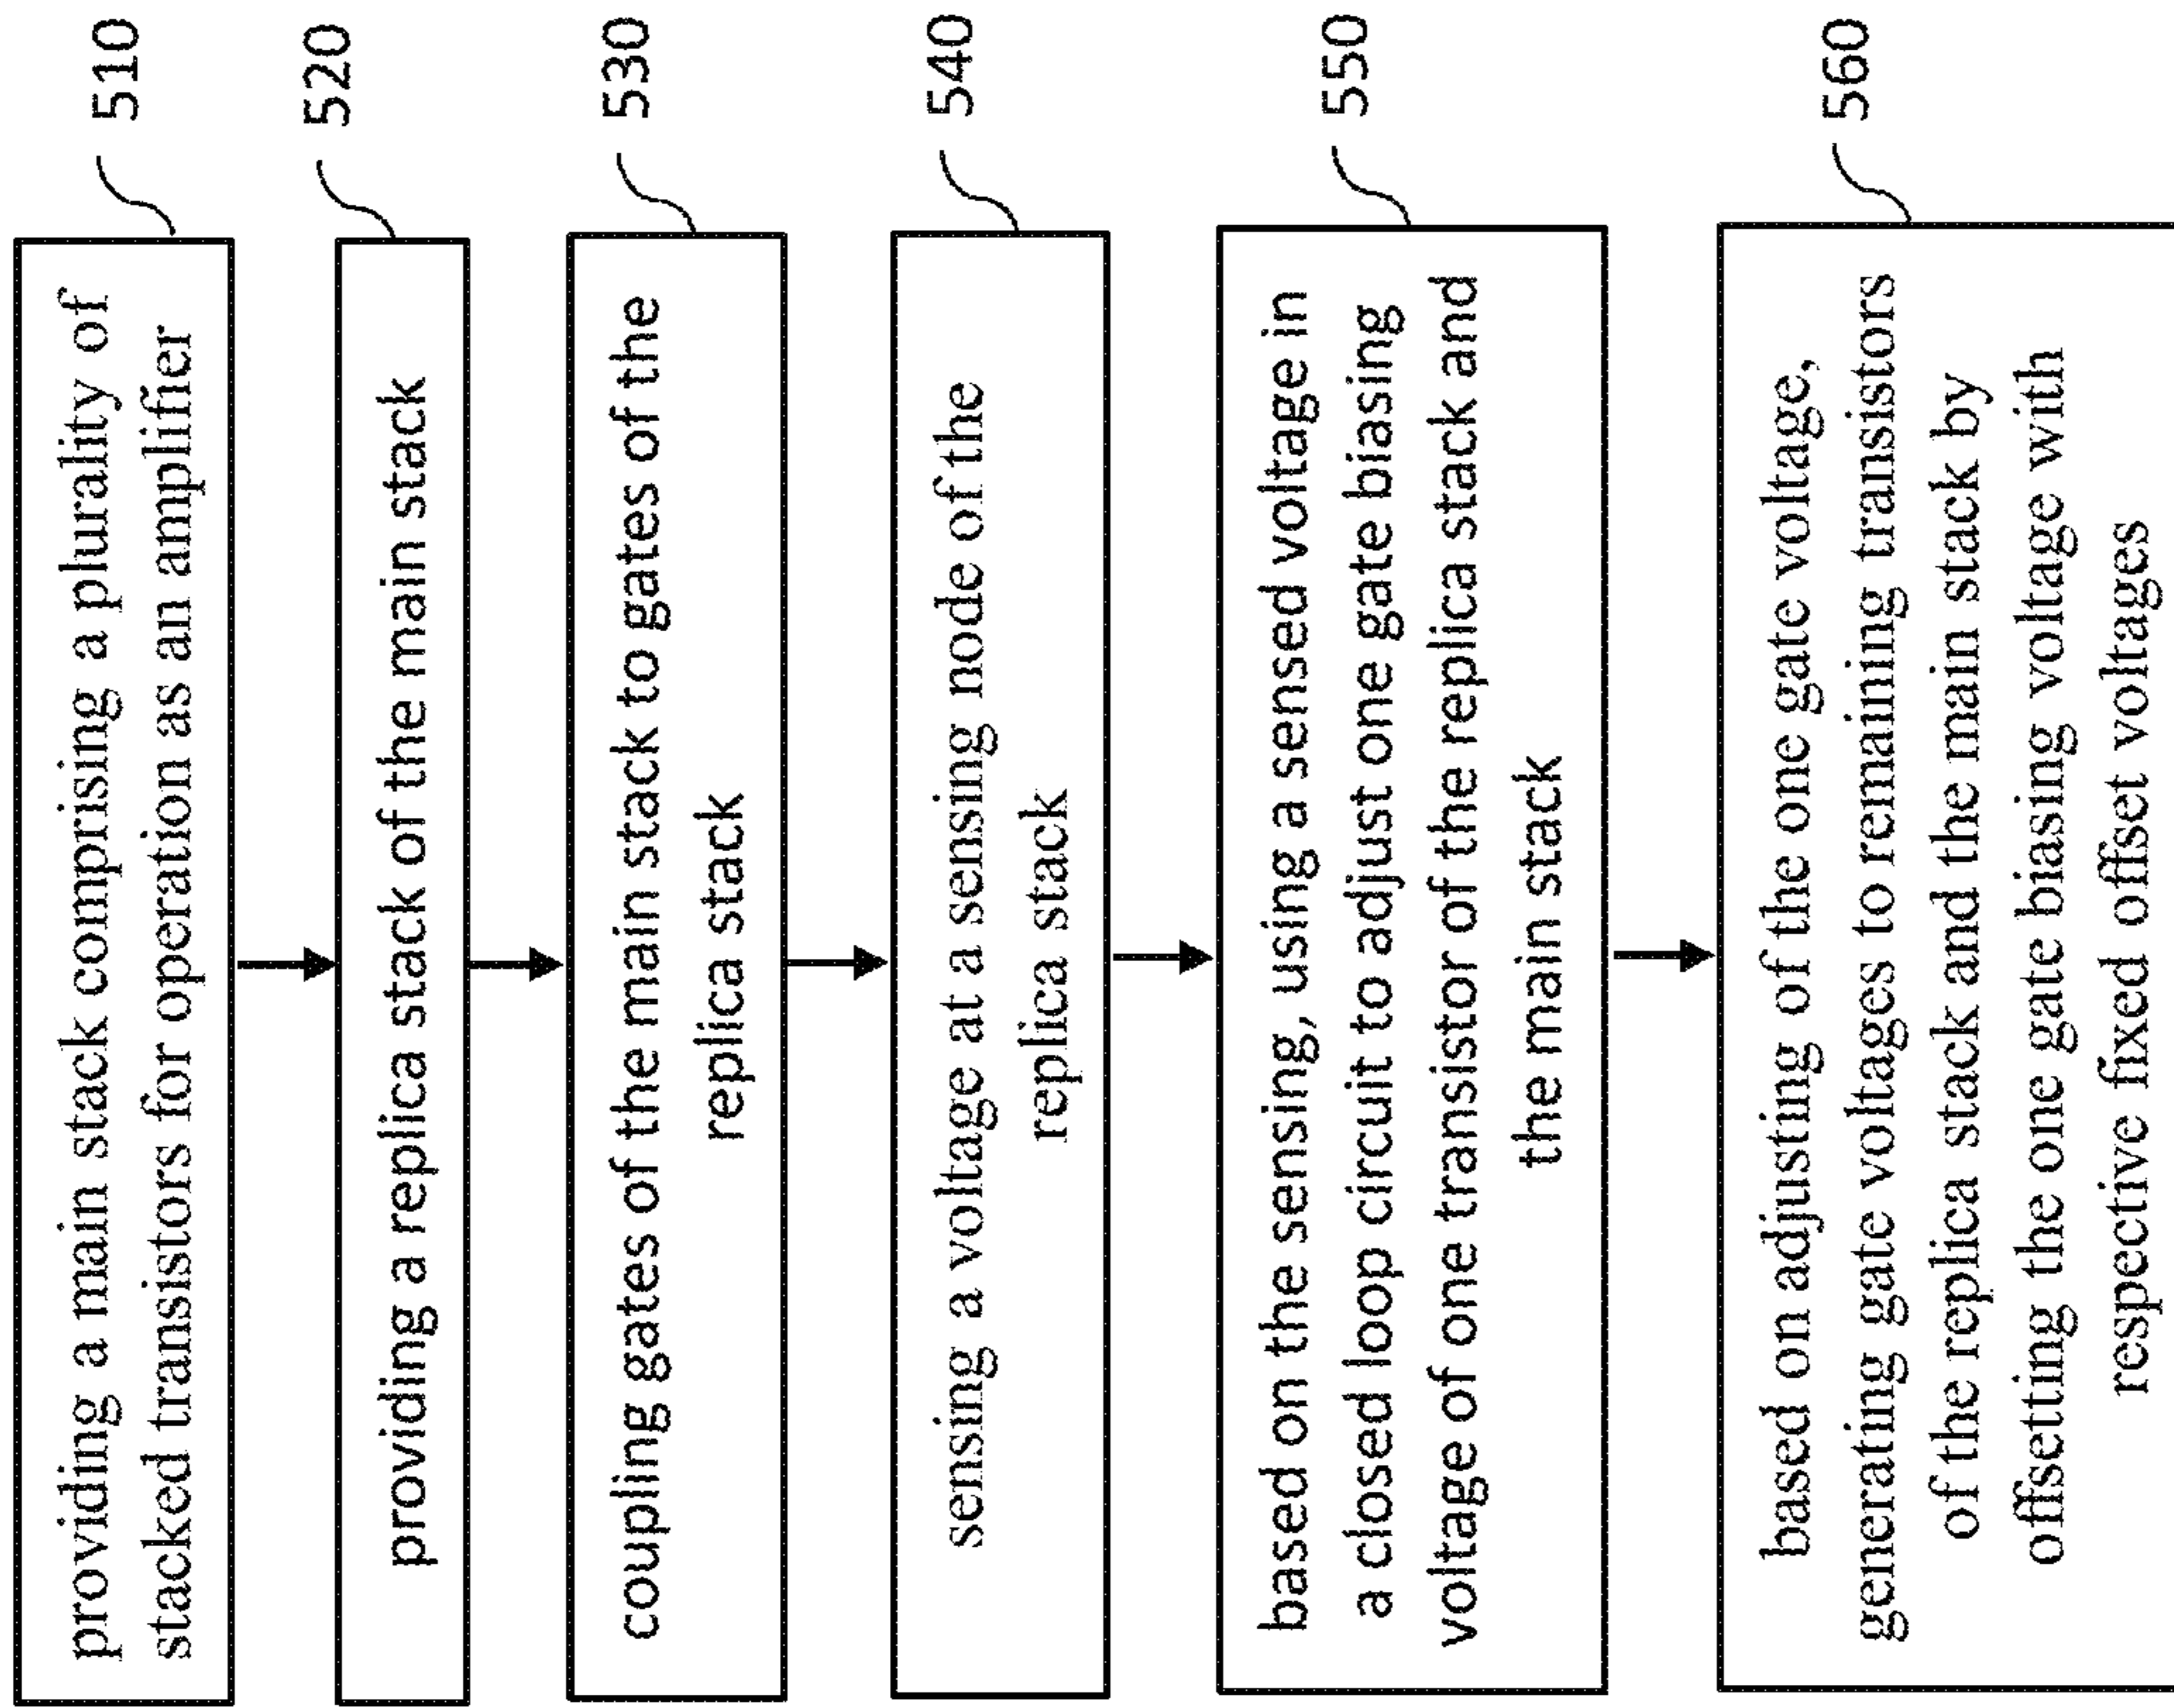 providing a main stack comprising a plurality of
stacked transistors for operation as an amplifier
510
providing a replica stack of the main stack
520
coupling gates of the main stack to gates of the
replica stack
530
sensing a voltage at a sensing node of the
replica stack
540
based on the sensing, using a sensed voltage in
a closed loop circuit to adjust one gate biasing
voltage of one transistor of the replica stack and
the main stack
550
based on adjusting of the one gate voltage,
generating gate voltages to remaining transistors
of the replica stack and the main stack by
offsetting the one gate biasing voltage with
respective fixed offset voltages
560